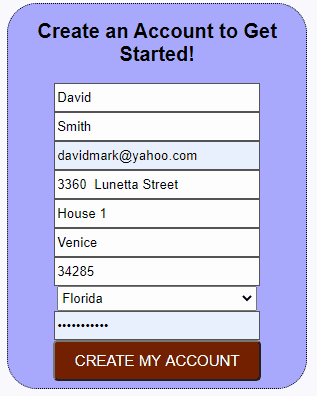 Create an Account to Get
Started!
David
Smith
davidmark@yahoo.com
3360  Lunetta Street
House 1
Venice
34285
Florida
•••••••••••
CREATE MY ACCOUNT